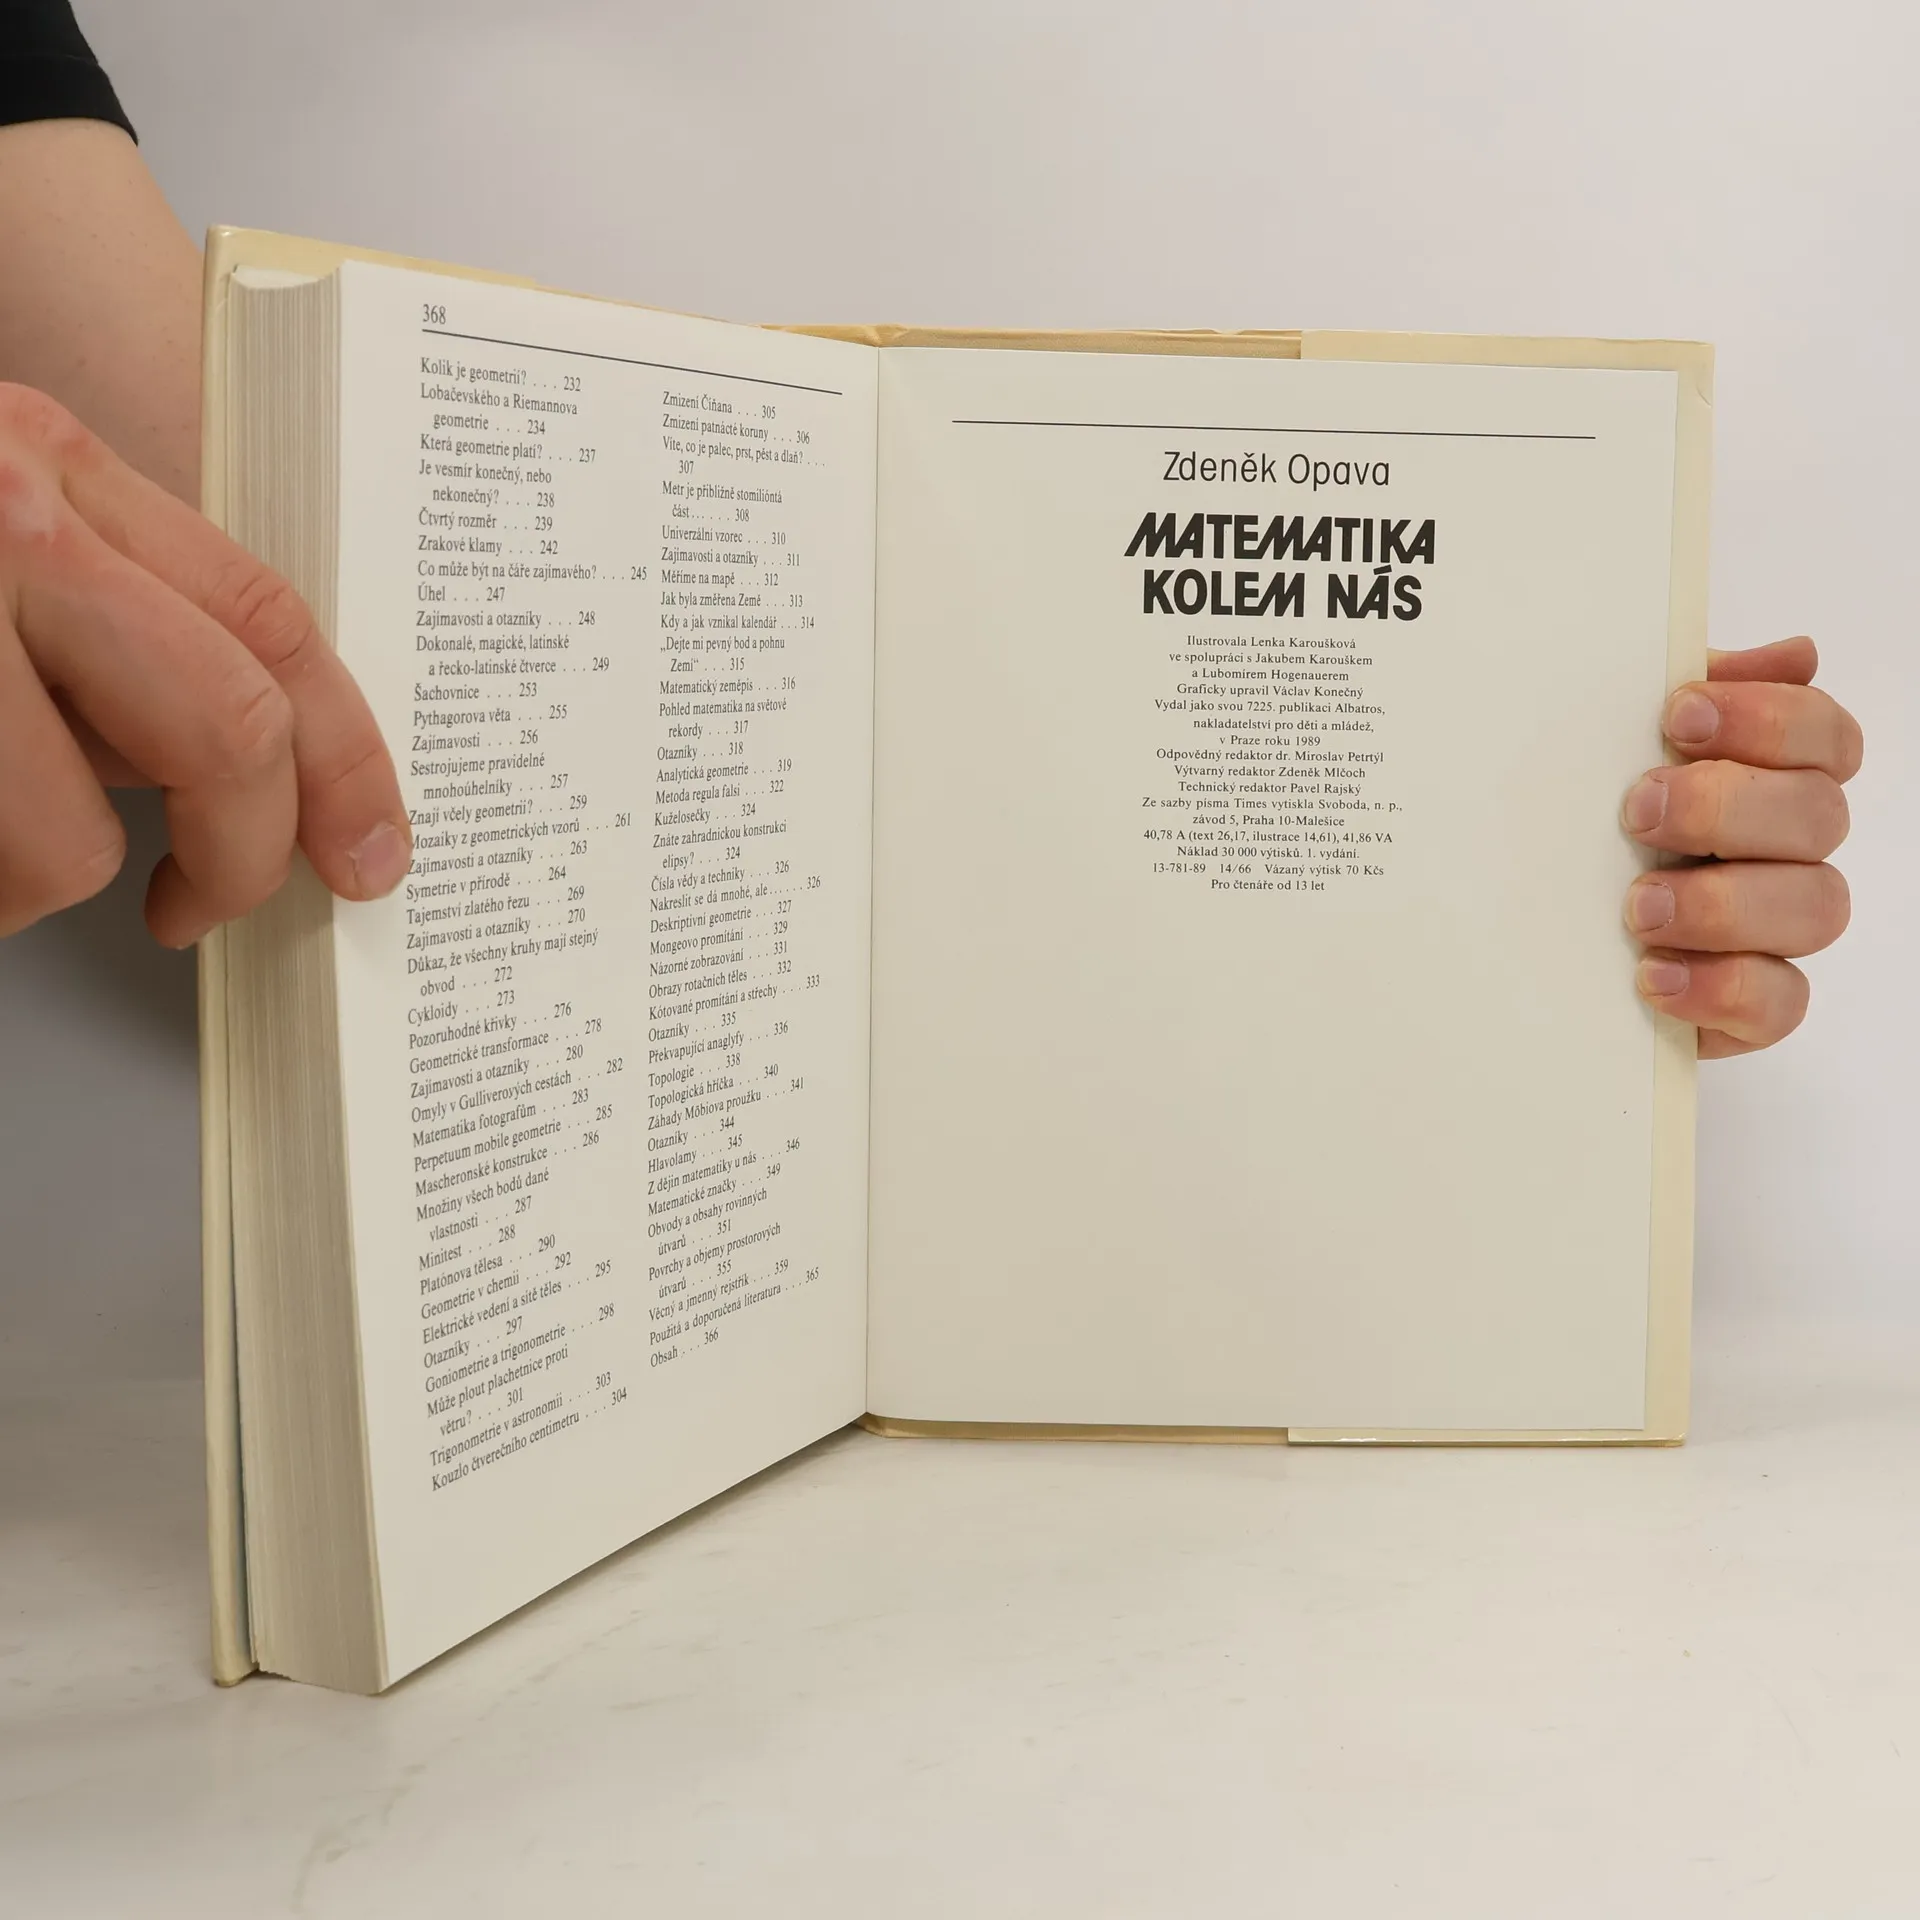 368
Kolik je geometrií? . . . 232
Lobačevského a Riemannova
geometrie . . . 234
Která geometrie platí? . . . 237
Je vesmír konečný, nebo
nekonečný? . . . 238
Čtvrtý rozměr . . . 239
Zrakové klamy . . . 242
Co může být na čáře zajímavého? . . . 245
Úhel . . . 247
Zajímavosti a otazníky . . . 248
Dokonalé, magické, latinské
a řecko-latinské čtverce . . . 249
Šachovnice . . . 253
Pythagorova věta . . . 255
Zajímavosti . . . 256
Sestrojujeme pravidelné
mnohoúhelníky . . . 257
Znají včely geometrii? . . . 259
Mozaiky z geometrických vzorů . . . 261
Zajímavosti a otazníky . . . 263
Symetrie v přírodě . . . 264
Tajemství zlatého řezu . . . 269
Zajímavosti a otazníky . . . 270
Důkaz, že všechny kruhy mají stejný
obvod . . . 272
Cykloidy . . . 273
Pozoruhodné křivky . . . 276
Geometrické transformace . . . 278
Zajímavosti a otazníky . . . 280
Omyly v Gulliverových cestách . . . 282
Matematika fotografům . . . 283
Perpetuum mobile geometrie . . . 285
Mascheronské konstrukce . . . 286
Množiny všech bodů dané
vlastnosti . . . 287
Minitest . . . 288
Platónova tělesa . . . 290
Geometrie v chemii . . . 292
Elektrické vedení a sítě těles . . . 295
Otazníky . . . 297
Goniometrie a trigonometrie . . . 298
Může plout plachetnice proti
větru? . . . 301
Trigonometrie v astronomii . . . 303
Kouzlo čtverečního centimetru . . . 304
Zmizení Číňana . . . 305
Zmizení patnácté koruny . . . 306
Víte, co je palec, prst, pěst a dlaň? . . .
307
Metr je přibližně stomilióntá
část . . . . . . 308
Univerzální vzorec . . . 310
Zajímavosti a otazníky . . . 311
Měříme na mapě . . . 312
Jak byla změřena Země . . . 313
Kdy a jak vznikal kalendář . . . 314
„Dejte mi pevný bod a pohnu
Zemí“ . . . 315
Matematický zeměpis . . . 316
Pohled matematika na světové
rekordy . . . 317
Otazníky . . . 318
Analytická geometrie . . . 319
Metoda regula falsi . . . 322
Kuželosečky . . . 324
Znáte zahradnickou konstrukci
elipsy? . . . 324
Čísla vědy a techniky . . . 326
Nakreslit se dá mnohé, ale . . . . . . 326
Deskriptivní geometrie . . . 327
Mongeovo promítání . . . 329
Názorné zobrazování . . . 331
Obrazy rotačních těles . . . 332
Kótované promítání a střechy . . . 333
Otazníky . . . 335
Překvapující anaglyfy . . . 336
Topologie . . . 338
Topologická hříčka . . . 340
Záhady Möbiova proužku . . . 341
Otazníky . . . 344
Hlavolamy . . . 345
Z dějin matematiky u nás . . . 346
Matematické značky . . . 349
Obvody a obsahy rovinných
útvarů . . . 351
Povrchy a objemy prostorových
útvarů . . . 355
Věcný a jmenný rejstřík . . . 359
Použitá a doporučená literatura . . . 365
Obsah . . . 366
Zdeněk Opava
MATEMATIKA
KOLEM NÁS
Ilustrovala Lenka Karoušková
ve spolupráci s Jakubem Karouškem
a Lubomírem Hogenauerem
Graficky upravil Václav Konečný
Vydal jako svou 7225. publikaci Albatros,
nakladatelství pro děti a mládež,
v Praze roku 1989
Odpovědný redaktor dr. Miroslav Petrtýl
Výtvarný redaktor Zdeněk Mlčoch
Technický redaktor Pavel Rajský
Ze sazby písma Times vytiskla Svoboda, n. p.,
závod 5, Praha 10-Malešice
40,78 A (text 26,17, ilustrace 14,61), 41,86 VA
Náklad 30 000 výtisků. 1. vydání.
13-781-89 14/66 Vázaný výtisk 70 Kčs
Pro čtenáře od 13 let